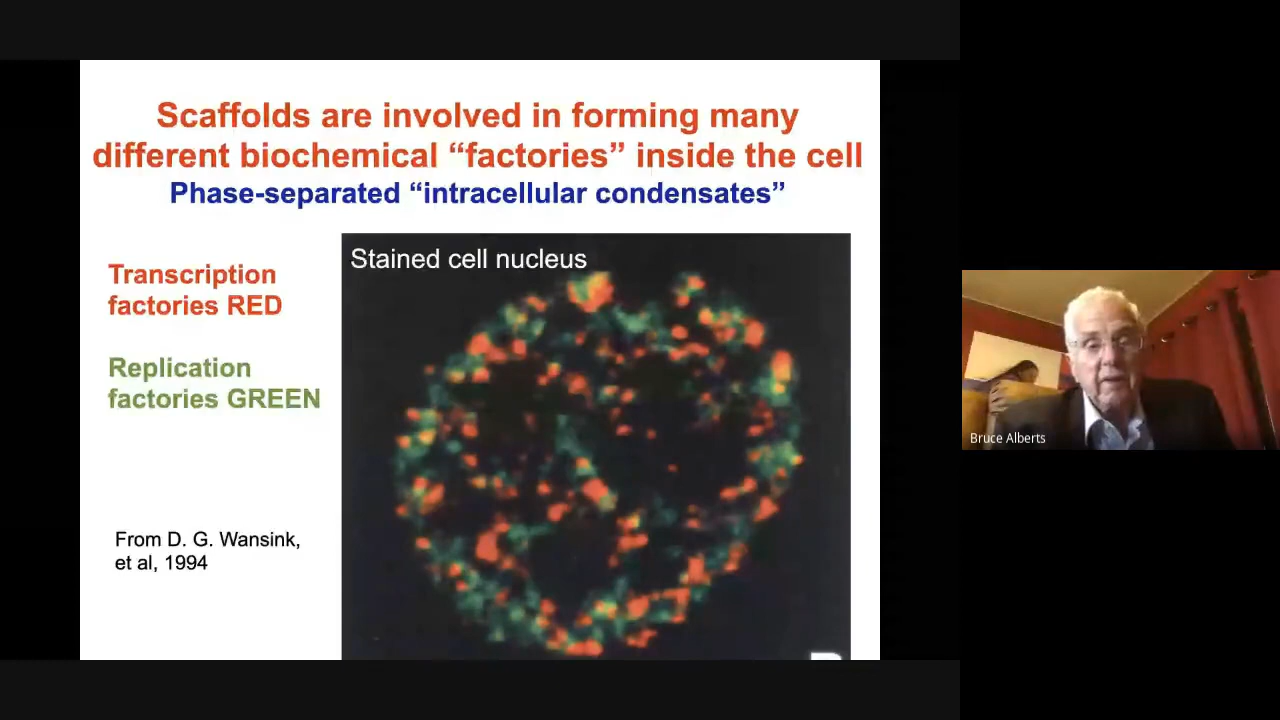 Scaffolds are involved in forming many
different biochemical “factories” inside the cell
Phase-separated “intracellular condensates”
Stained cell nucleus
Transcription
factories RED
Replication
factories GREEN
From D. G. Wansink,
et al, 1994
Bruce Alberts